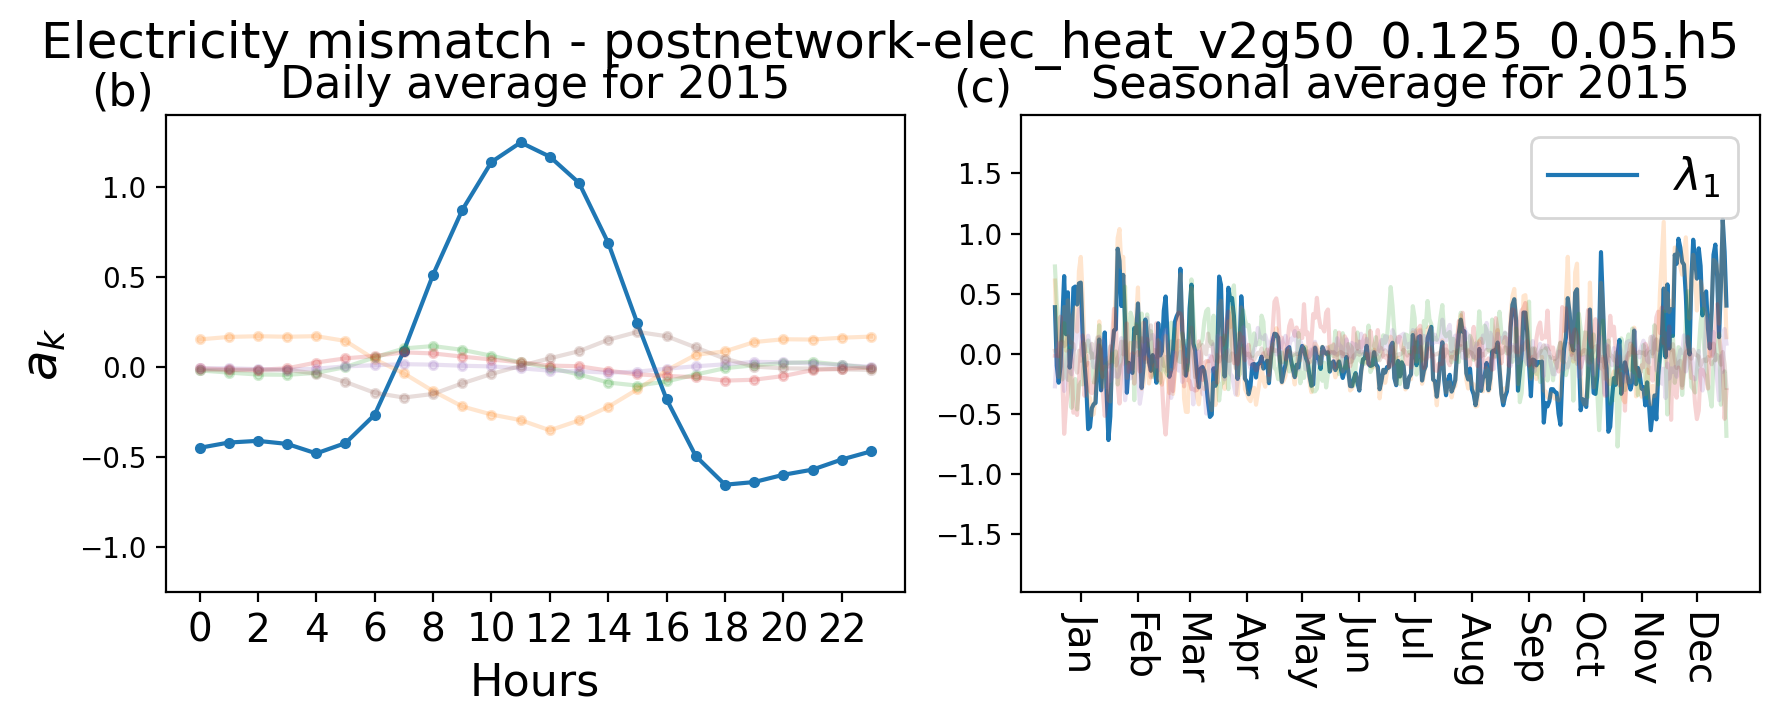 Electricity mismatch - postnetwork-elec_heat_v2g50_0.125_0.05.h5
(b) Daily average for 2015
1.0
0.5
0.0
−0.5
−1.0
a_k
0 2 4 6 8 10 12 14 16 18 20 22
Hours
(c) Seasonal average for 2015
λ₁
1.5
1.0
0.5
0.0
−0.5
−1.0
−1.5
Jan Feb Mar Apr May Jun Jul Aug Sep Oct Nov Dec